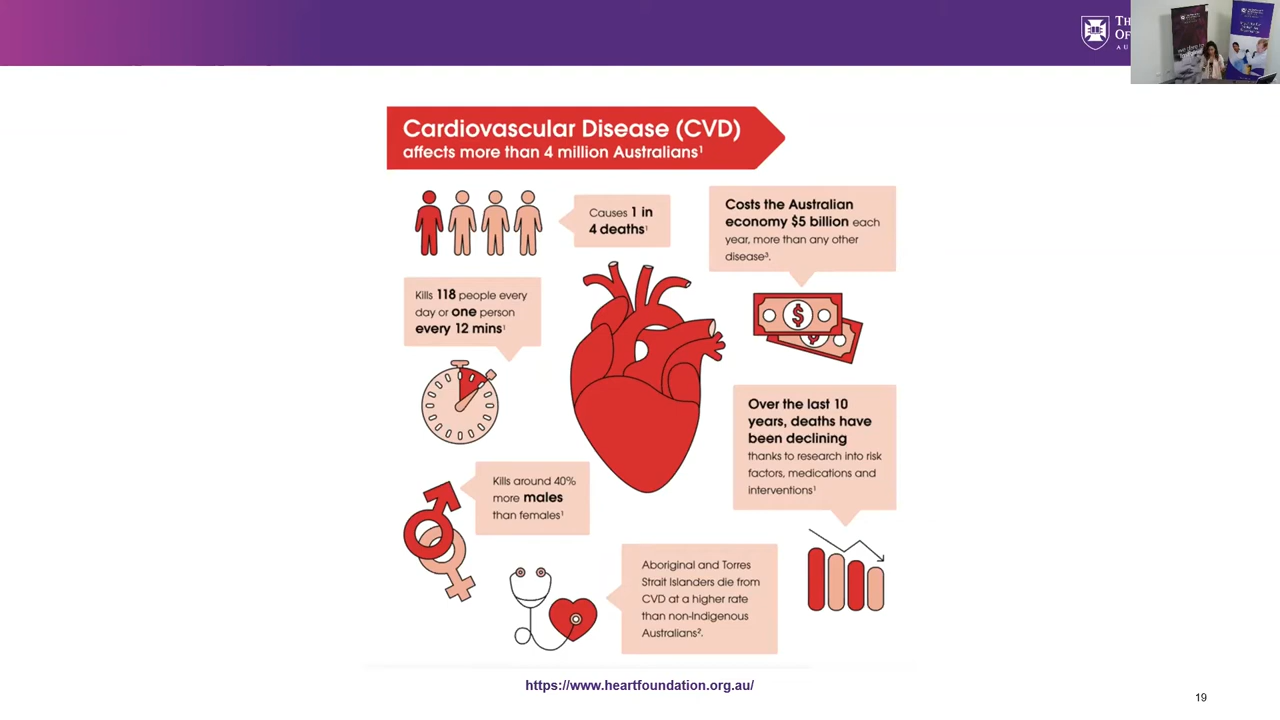 Cardiovascular Disease (CVD)
affects more than 4 million Australians¹
Causes 1 in
4 deaths¹
Costs the Australian
economy $5 billion each
year, more than any other
disease³.
Kills 118 people every
day or one person
every 12 mins¹
Over the last 10
years, deaths have
been declining
thanks to research into risk
factors, medications and
interventions¹
Kills around 40%
more males
than females¹
Aboriginal and Torres
Strait Islanders die from
CVD at a higher rate
than non-Indigenous
Australians².
https://www.heartfoundation.org.au/
19